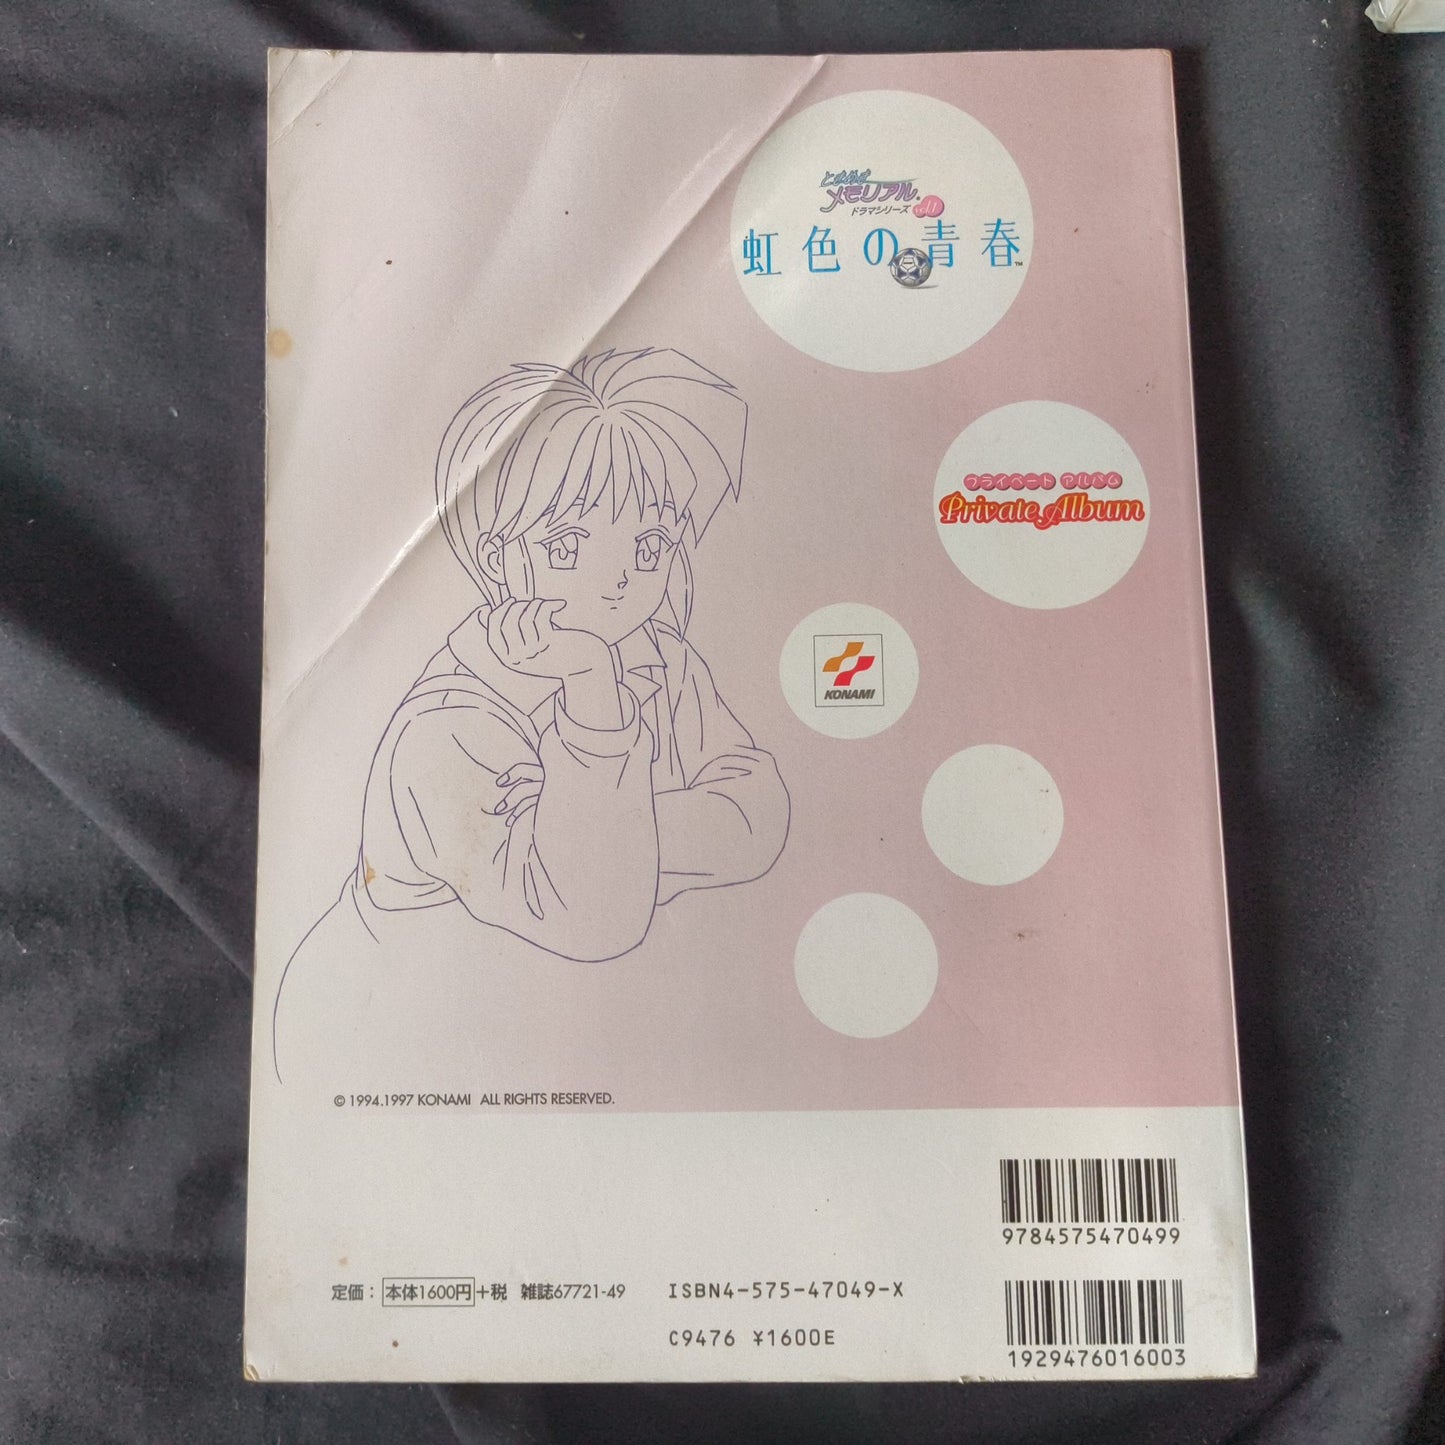 ときめき
メモリアル®
ドラマシリーズ vol.1
虹色の青春™
プライベート アルバム
Private Album
KONAMI
© 1994.1997 KONAMI ALL RIGHTS RESERVED.
9784575470499
定価：本体1600円+税 雑誌67721-49
ISBN4-575-47049-X
C9476 ¥1600E
1929476016003